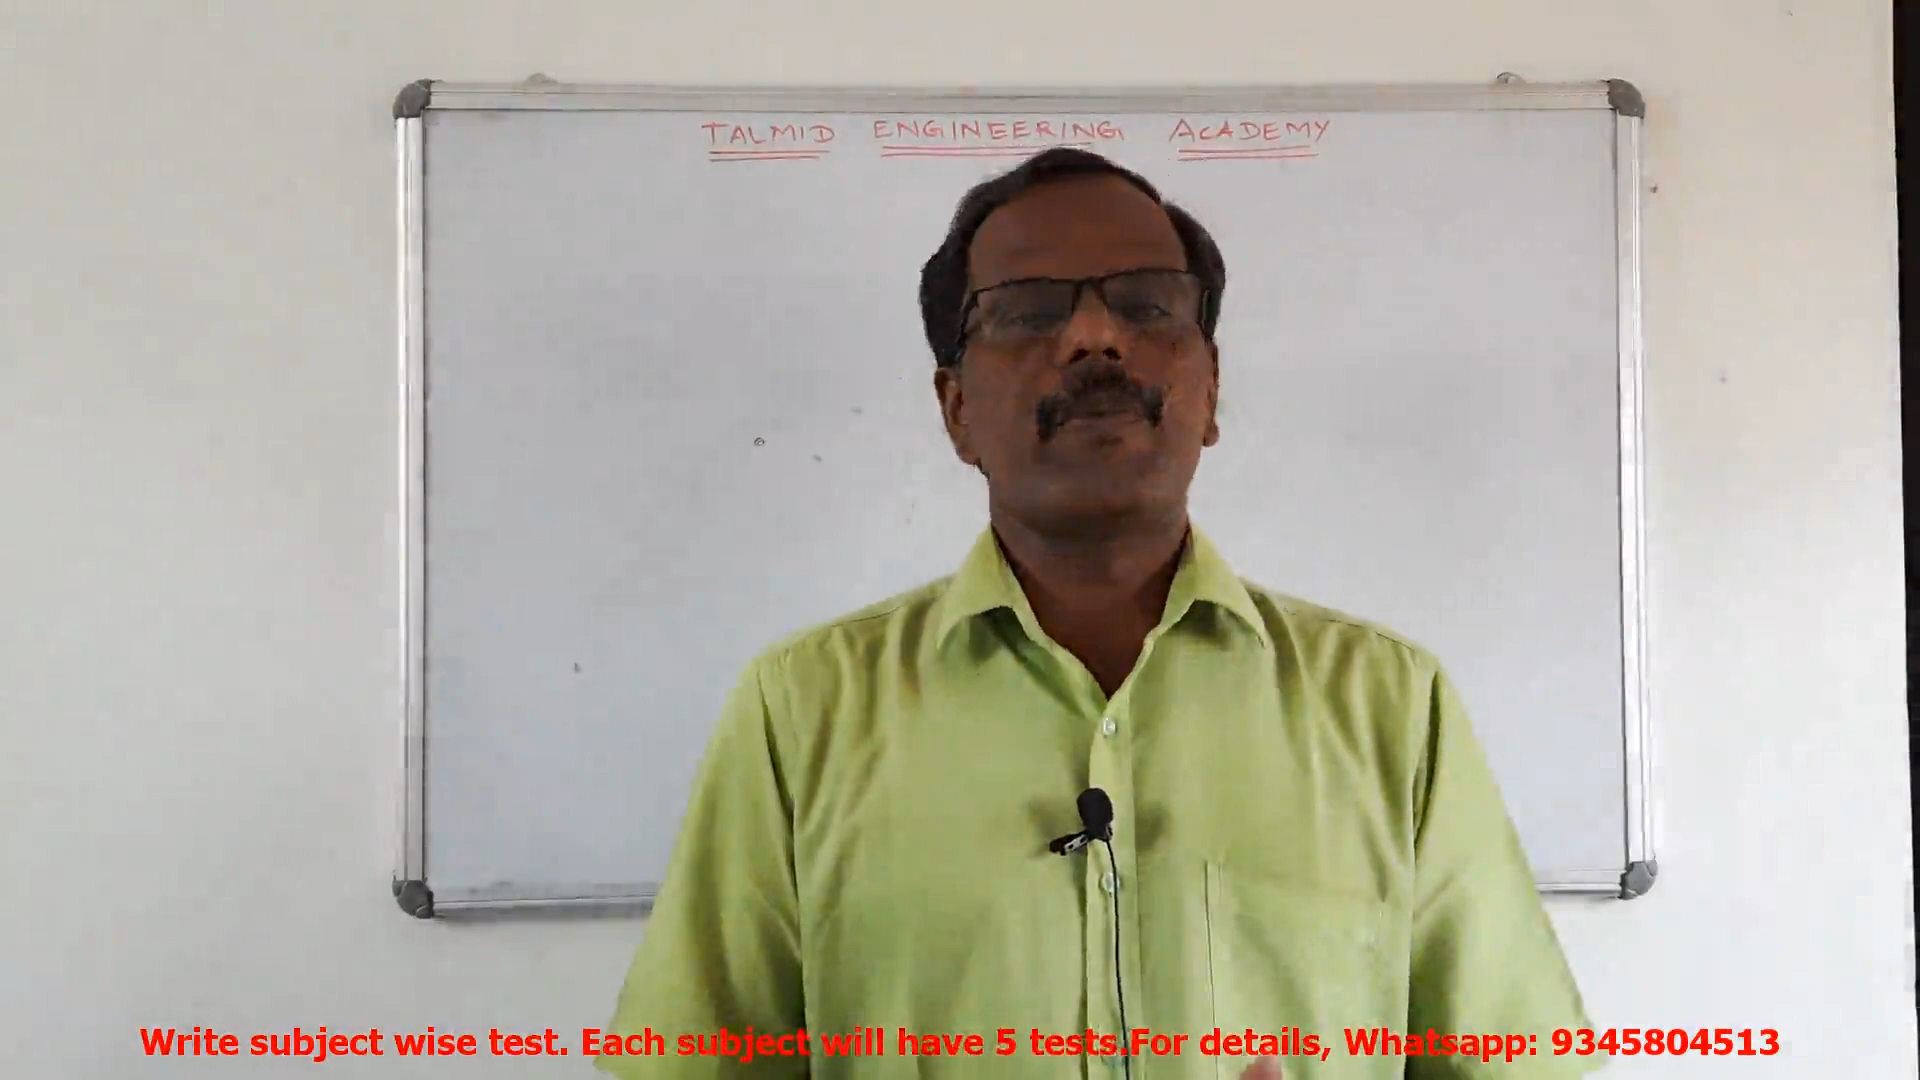 TALMID ENGINEERING ACADEMY
Write subject wise test. Each subject will have 5 tests.For details, Whatsapp: 9345804513